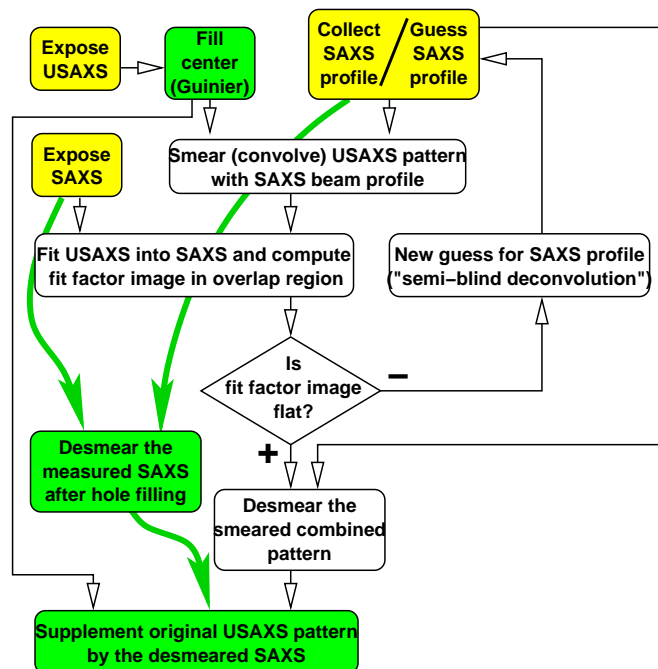 Expose
USAXS
Fill
center
(Guinier)
Collect
SAXS
profile
/
Guess
SAXS
profile
Expose
SAXS
Smear (convolve) USAXS pattern
with SAXS beam profile
Fit USAXS into SAXS and compute
fit factor image in overlap region
New guess for SAXS profile
("semi−blind deconvolution")
Is
fit factor image
flat?
−
+
Desmear the
measured SAXS
after hole filling
Desmear the
smeared combined
pattern
Supplement original USAXS pattern
by the desmeared SAXS